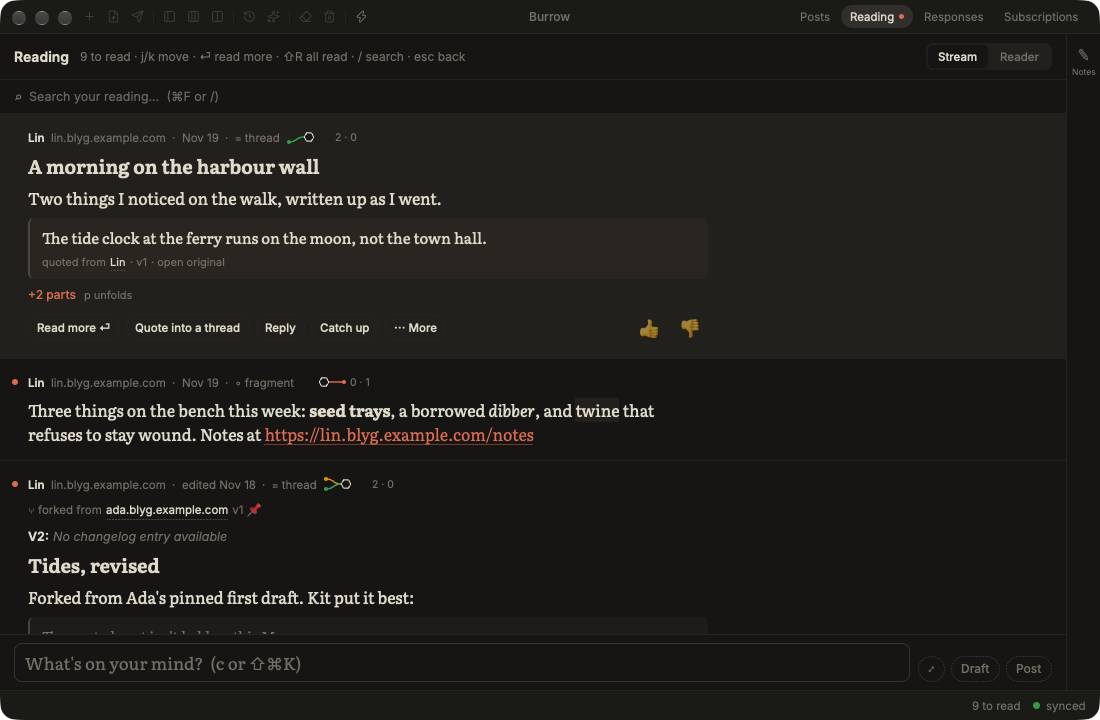 Burrow
Posts Reading Responses Subscriptions
Reading 9 to read · j/k move · ⏎ read more · ⇧R all read · / search · esc back
Stream Reader
Notes
Search your reading... (⌘F or /)
Lin lin.blyg.example.com · Nov 19 · ≡ thread 2 · 0
A morning on the harbour wall
Two things I noticed on the walk, written up as I went.
The tide clock at the ferry runs on the moon, not the town hall.
quoted from Lin · v1 · open original
+2 parts p unfolds
Read more ⏎ Quote into a thread Reply Catch up ··· More
Lin lin.blyg.example.com · Nov 19 · ∘ fragment 0 · 1
Three things on the bench this week: seed trays, a borrowed dibber, and twine that
refuses to stay wound. Notes at https://lin.blyg.example.com/notes
Lin lin.blyg.example.com · edited Nov 18 · ≡ thread 2 · 0
forked from ada.blyg.example.com v1
V2: No changelog entry available
Tides, revised
Forked from Ada's pinned first draft. Kit put it best:
What's on your mind? (c or ⇧⌘K)
Draft Post
9 to read synced